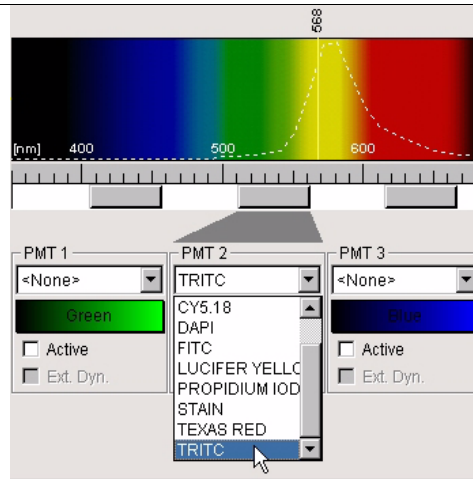 568
[nm] 400 500 600
PMT 1 PMT 2 PMT 3
<None> TRITC <None>
Green Blue
CY5.18
DAPI
Active Active
FITC
Ext. Dyn. Ext. Dyn.
LUCIFER YELLC
PROPIDIUM IOD
STAIN
TEXAS RED
TRITC